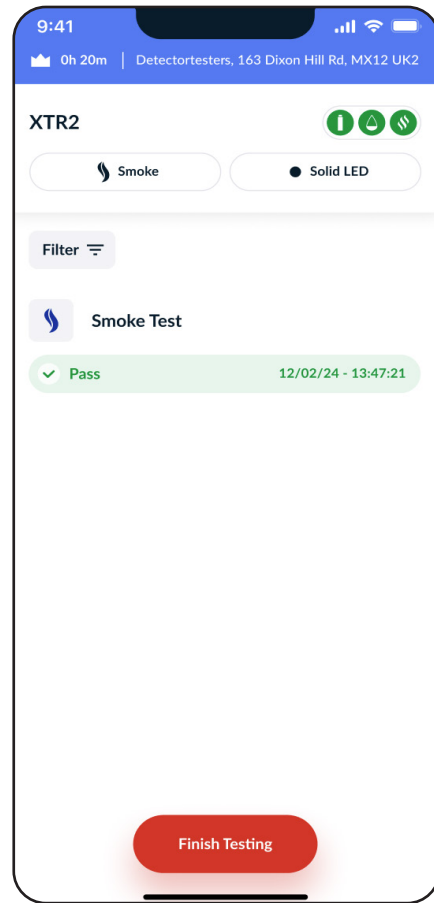 9:41
0h 20m | Detectortesters, 163 Dixon Hill Rd, MX12 UK2
XTR2
Smoke
Solid LED
Filter
Smoke Test
Pass 12/02/24 - 13:47:21
Finish Testing